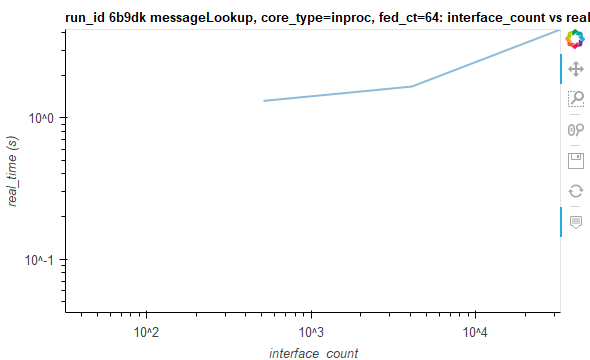 run_id 6b9dk messageLookup, core_type=inproc, fed_ct=64: interface_count vs real
real_time (s)
10^0
10^-1
10^2
10^3
10^4
interface_count